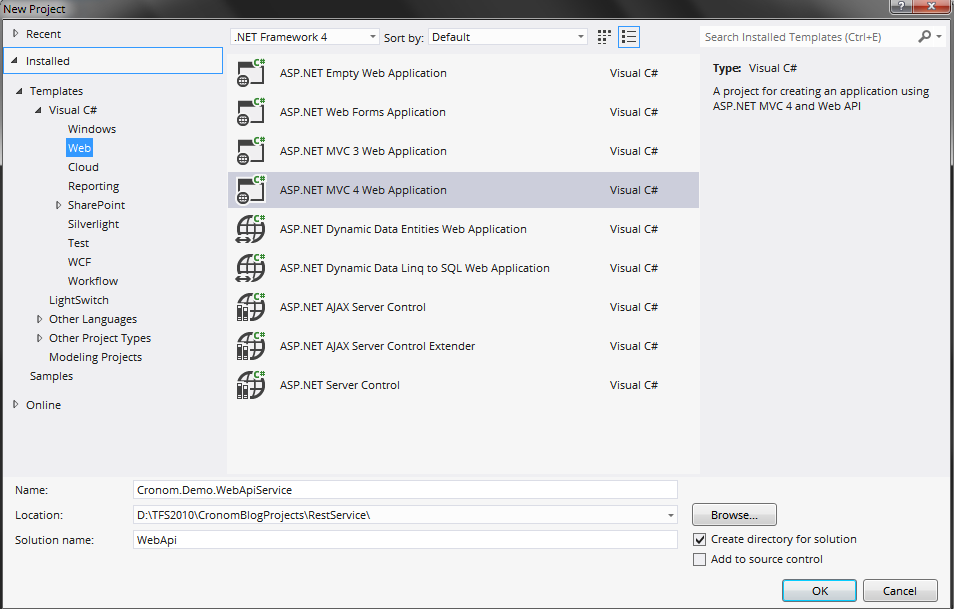 New Project
?
Recent
Installed
Templates
Visual C#
Windows
Web
Cloud
Reporting
SharePoint
Silverlight
Test
WCF
Workflow
LightSwitch
Other Languages
Other Project Types
Modeling Projects
Samples
Online
.NET Framework 4 Sort by: Default
C# ASP.NET Empty Web Application Visual C#
C# ASP.NET Web Forms Application Visual C#
C# ASP.NET MVC 3 Web Application Visual C#
C# ASP.NET MVC 4 Web Application Visual C#
C# ASP.NET Dynamic Data Entities Web Application Visual C#
C# ASP.NET Dynamic Data Linq to SQL Web Application Visual C#
C# ASP.NET AJAX Server Control Visual C#
C# ASP.NET AJAX Server Control Extender Visual C#
C# ASP.NET Server Control Visual C#
Search Installed Templates (Ctrl+E)
Type: Visual C#
A project for creating an application using
ASP.NET MVC 4 and Web API
Name: Cronom.Demo.WebApiService
Location: D:\TFS2010\CronomBlogProjects\RestService\
Solution name: WebApi
Browse...
Create directory for solution
Add to source control
OK Cancel